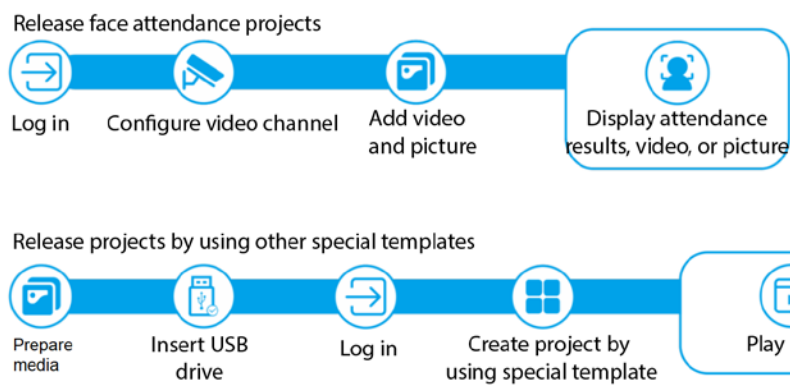 Release face attendance projects
Log in
Configure video channel
Add video
and picture
Display attendance
results, video, or picture
Release projects by using other special templates
Prepare
media
Insert USB
drive
Log in
Create project by
using special template
Play